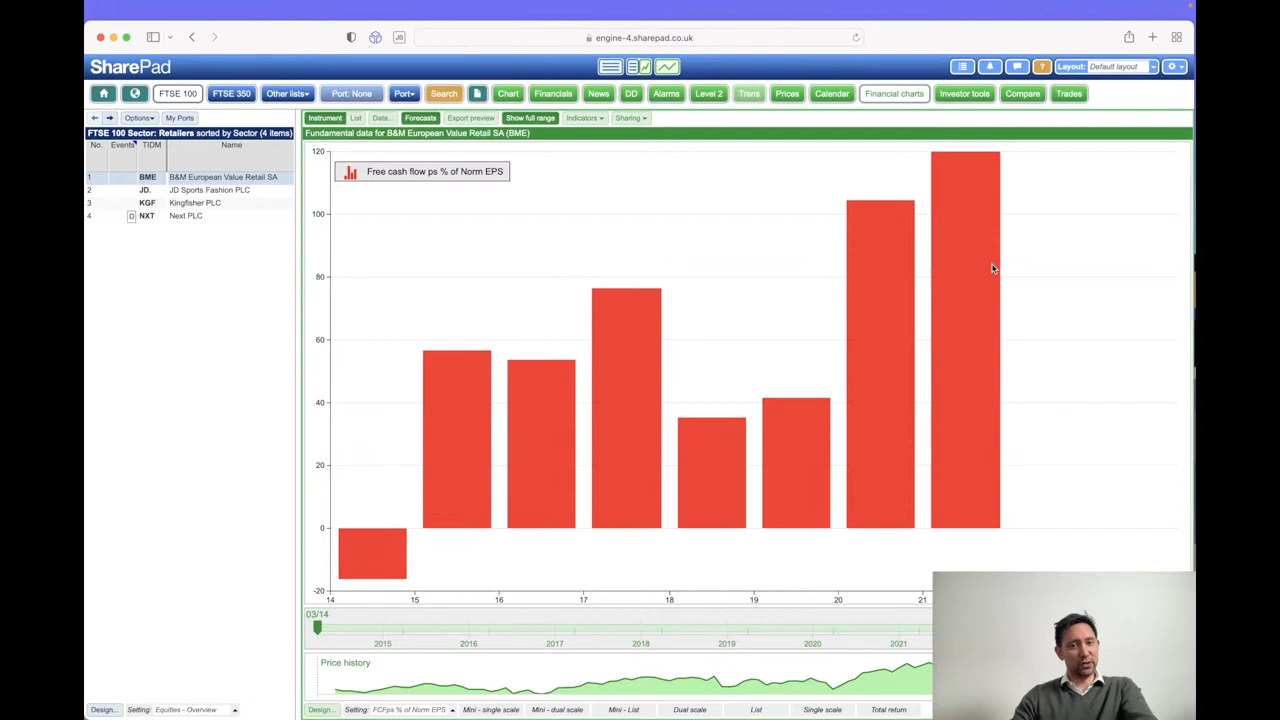 engine-4.sharepad.co.uk
SharePad
Layout: Default layout
FTSE 100 FTSE 350 Other lists Port: None Port Search Chart Financials News DD Alarms Level 2 Trans Prices Calendar Financial charts Investor tools Compare Trades
Options My Ports Instrument List Data... Forecasts Export preview Show full range Indicators Sharing
FTSE 100 Sector: Retailers sorted by Sector (4 items)
Fundamental data for B&M European Value Retail SA (BME)
No. Events TIDM Name
1 BME B&M European Value Retail SA
2 JD. JD Sports Fashion PLC
3 KGF Kingfisher PLC
4 D NXT Next PLC
Free cash flow ps % of Norm EPS
120
100
80
60
40
20
0
-20
14 15 16 17 18 19 20 21
03/14
2015 2016 2017 2018 2019 2020 2021
Price history
Design... Setting: Equities - Overview Design... Setting: FCFps % of Norm EPS Mini - single scale Mini - dual scale Mini - List Dual scale List Single scale Total return